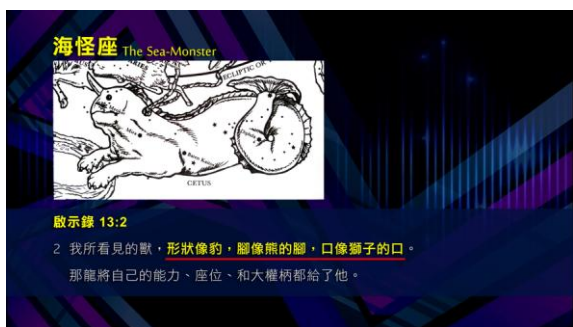 海怪座 The Sea-Monster
ECLIPTIC OR
CETUS
啟示錄 13:2
2 我所看見的獸，形狀像豹，腳像熊的腳，口像獅子的口。
那龍將自己的能力、座位、和大權柄都給了他。